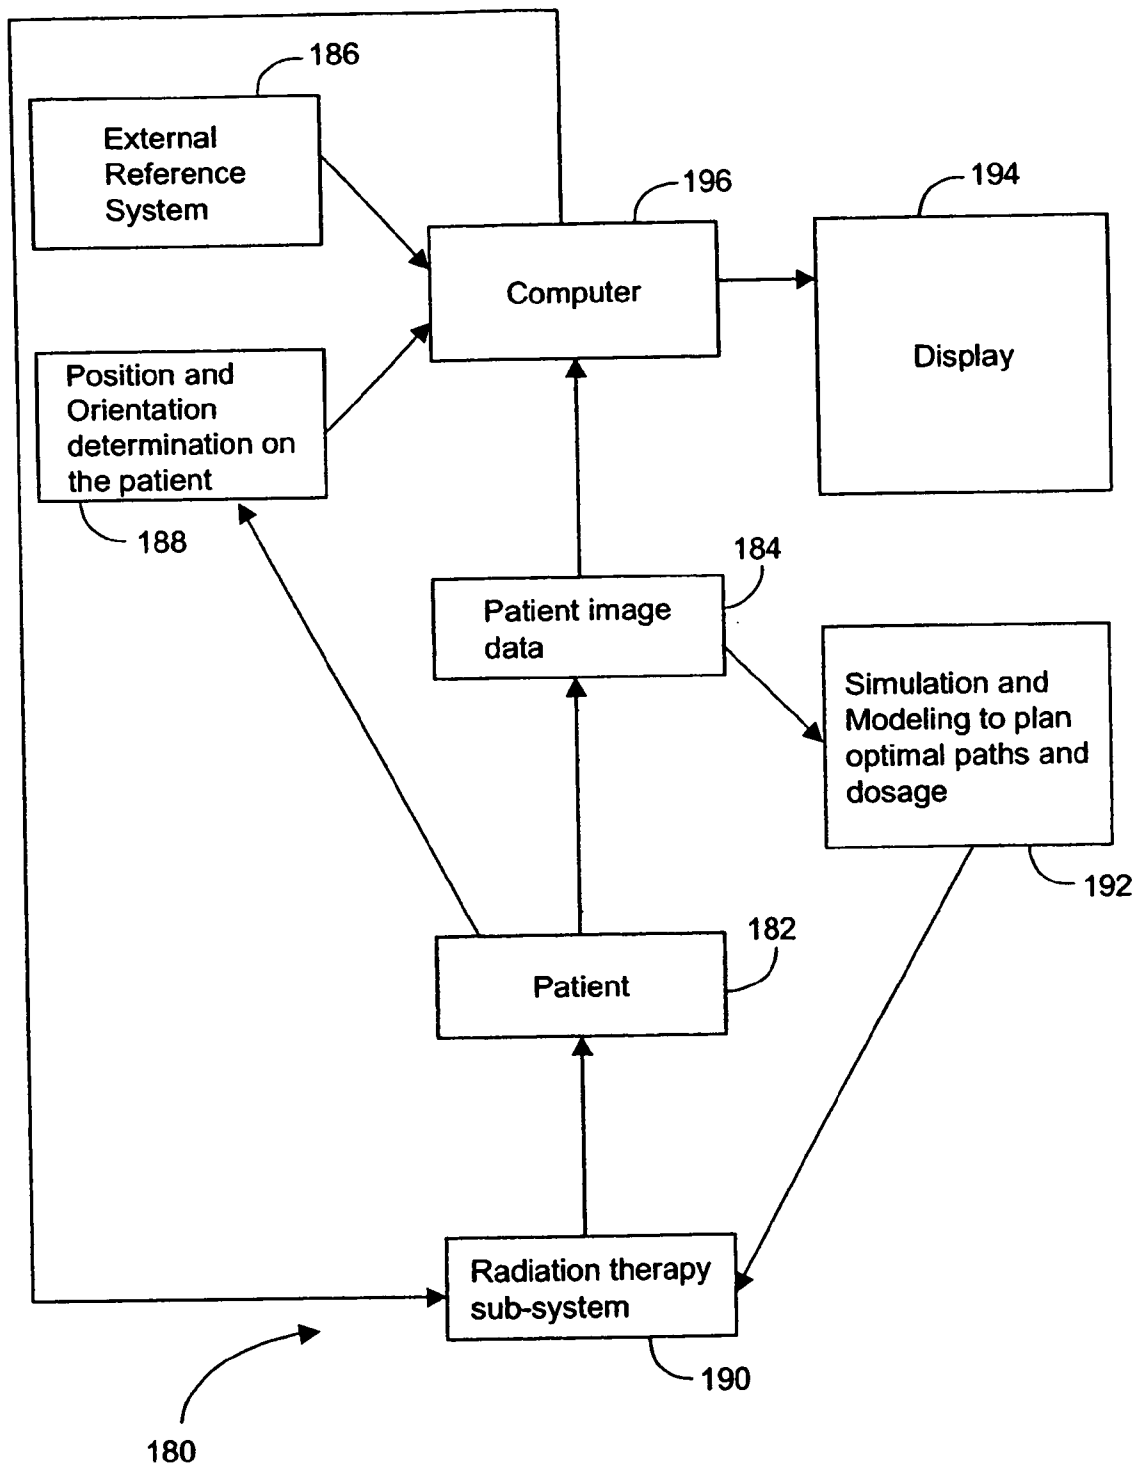 186
External
Reference
System
196
194
Computer
Display
Position and
Orientation
determination on
the patient
188
184
Patient image
data
Simulation and
Modeling to plan
optimal paths and
dosage
192
182
Patient
Radiation therapy
sub-system
190
180